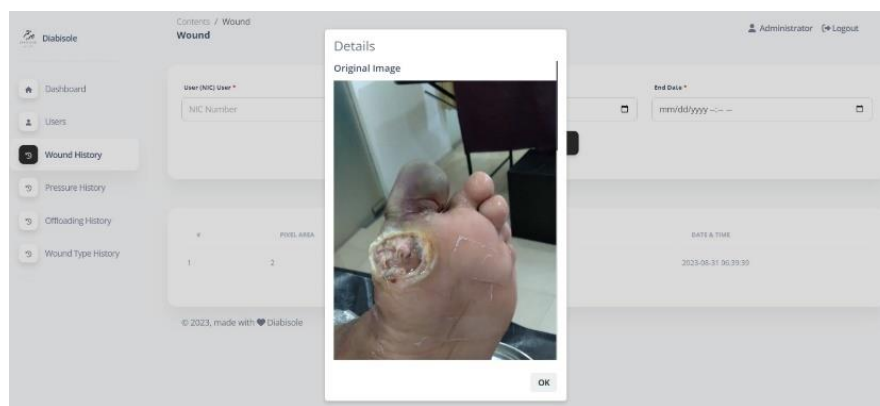 Diabisole
Contents / Wound
Wound
Administrator Logout
Dashboard
Users
Wound History
Pressure History
Offloading History
Wound Type History
User (NIC) User *
NIC Number
End Date *
mm/dd/yyyy --:-- --
Details
Original Image
OK
# PIXEL AREA DATE & TIME
1 2 2023-08-31 06:39:39
© 2023, made with ♥ Diabisole